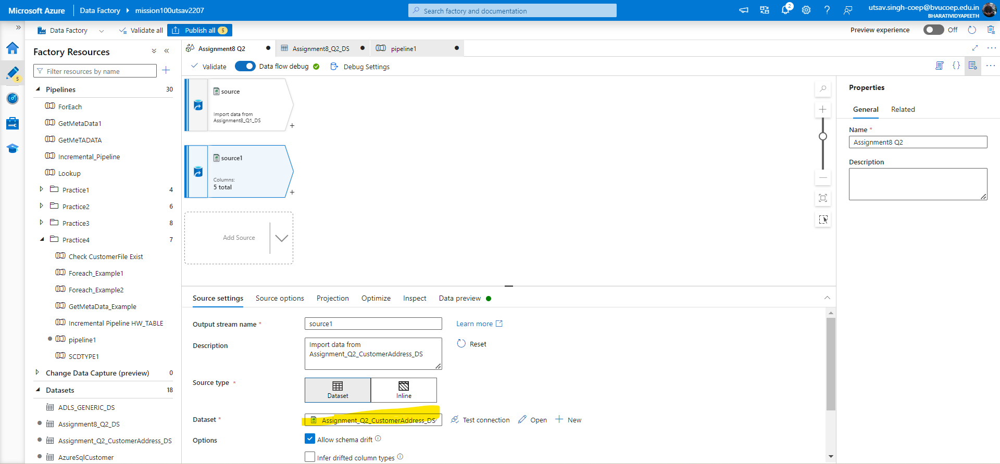 Microsoft Azure
Data Factory
mission100utsav2207
Search factory and documentation
2
utsav.singh-coep@bvucoep.edu.in
BHARATIVIDYAPEETH
Data Factory
Validate all
Publish all 5
Preview experience
Off
5
Factory Resources
Filter resources by name
Pipelines 30
ForEach
GetMetaData1
GetMeTADATA
Incremental_Pipeline
Lookup
Practice1 4
Practice2 6
Practice3 8
Practice4 7
Check CustomerFile Exist
Foreach_Example1
Foreach_Example2
GetMetaData_Example
Incremental Pipeline HW_TABLE
pipeline1
SCDTYPE1
Change Data Capture (preview) 0
Datasets 18
ADLS_GENERIC_DS
Assignment8_Q2_DS
Assignment_Q2_CustomerAddress_DS
AzureSqlCustomer
Assignment8 Q2
Assignment8_Q2_DS
pipeline1
Validate
Data flow debug
Debug Settings
source
Import data from
Assignment8_Q1_DS
source1
Columns:
5 total
Add Source
Source settings
Source options
Projection
Optimize
Inspect
Data preview
Output stream name *
source1
Learn more
Description
Import data from
Assignment_Q2_CustomerAddress_DS
Reset
Source type *
Dataset
Inline
Dataset *
Assignment_Q2_CustomerAddress_DS
Test connection
Open
New
Options
Allow schema drift
Infer drifted column types
Properties
General
Related
Name *
Assignment8 Q2
Description